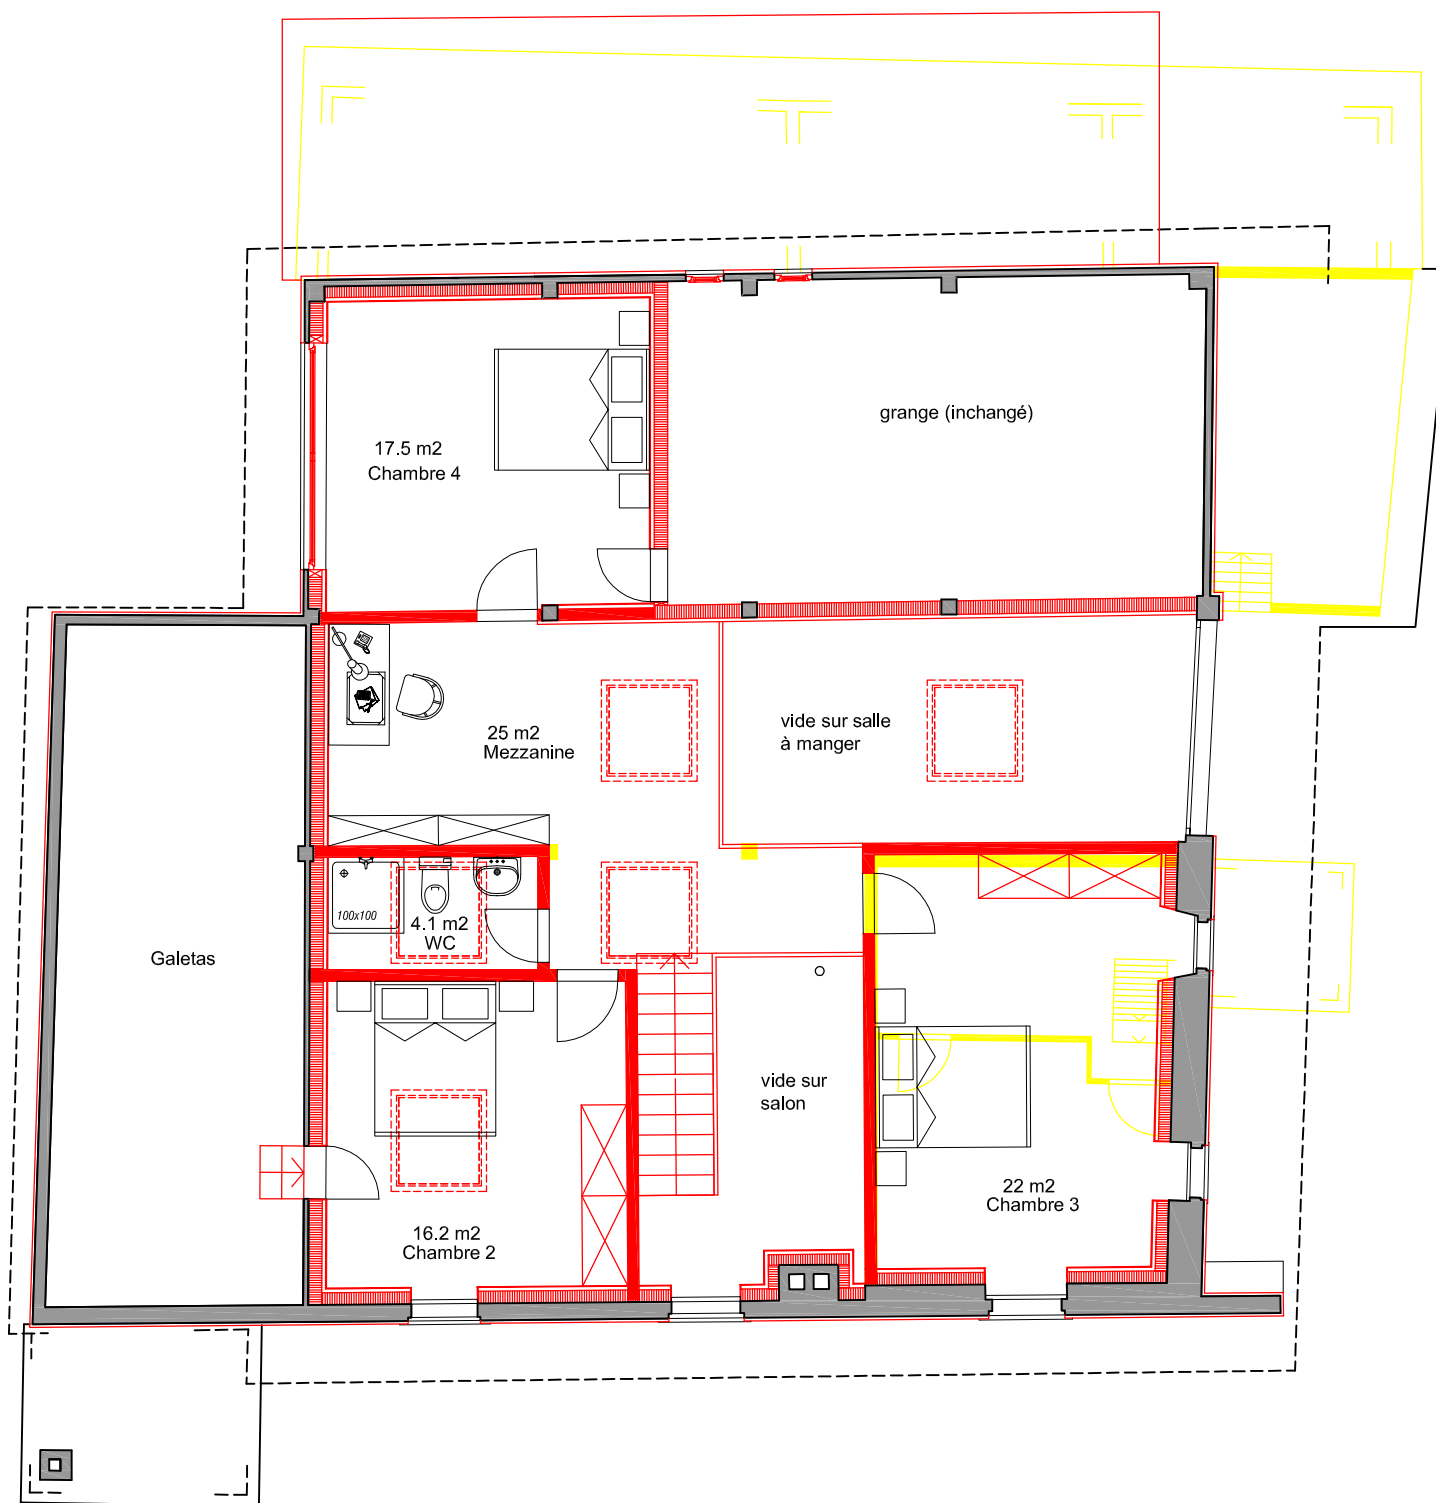 grange (inchangé)
17.5 m2
Chambre 4
25 m2
Mezzanine
vide sur salle
à manger
100x100
4.1 m2
WC
Galetas
vide sur
salon
22 m2
Chambre 3
16.2 m2
Chambre 2